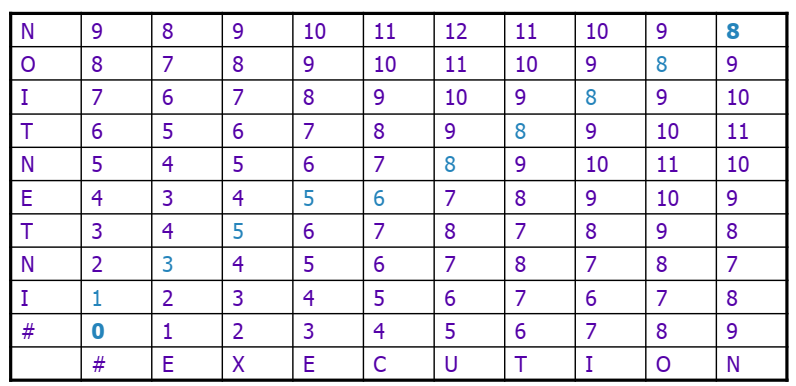 N 9 8 9 10 11 12 11 10 9 8
O 8 7 8 9 10 11 10 9 8 9
I 7 6 7 8 9 10 9 8 9 10
T 6 5 6 7 8 9 8 9 10 11
N 5 4 5 6 7 8 9 10 11 10
E 4 3 4 5 6 7 8 9 10 9
T 3 4 5 6 7 8 7 8 9 8
N 2 3 4 5 6 7 8 7 8 7
I 1 2 3 4 5 6 7 6 7 8
# 0 1 2 3 4 5 6 7 8 9
# E X E C U T I O N